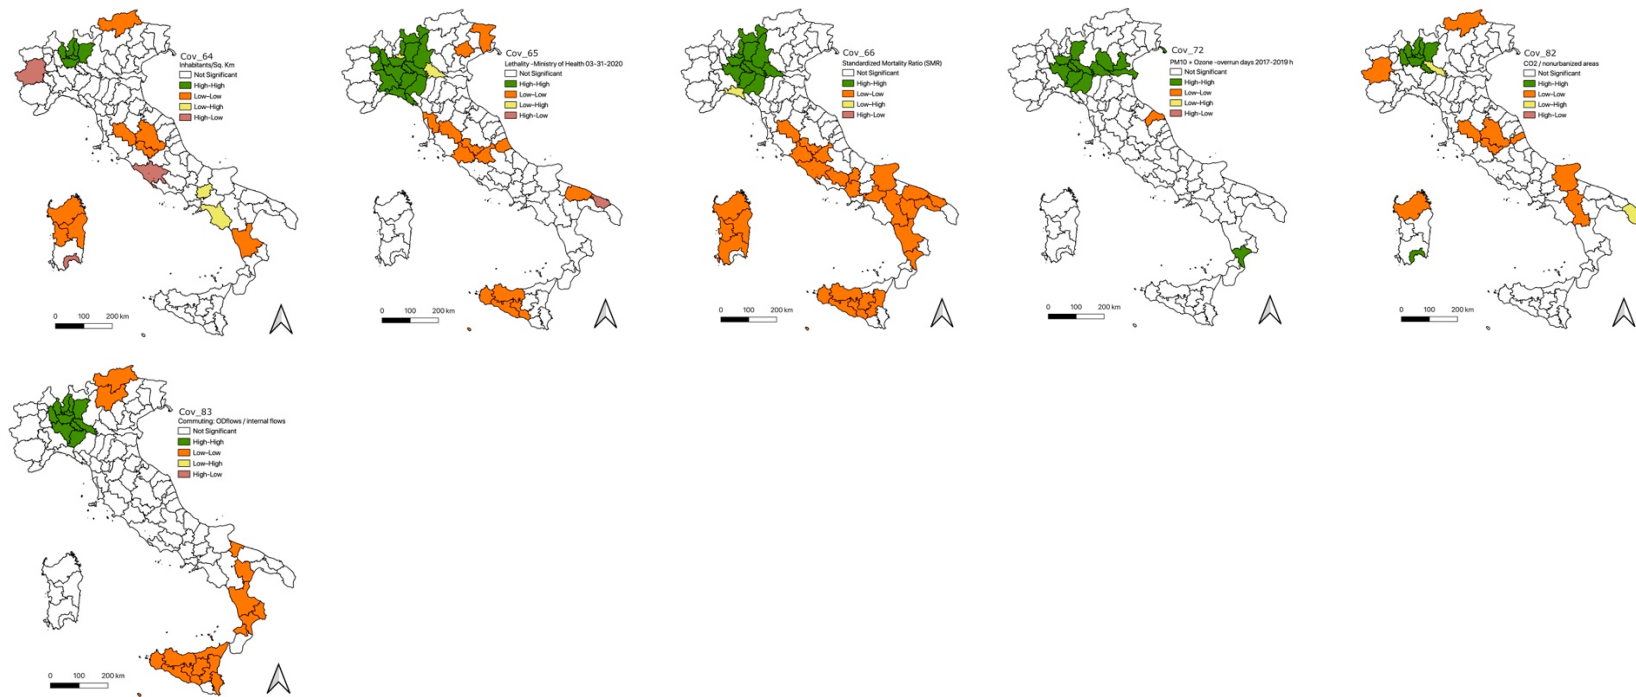 Cov_64
Inhabitants/Sq. Km
Not Significant
High-High
Low-Low
Low-High
High-Low
0 100 200 km
Cov_65
Lethality -Ministry of Health 03-31-2020
Not Significant
High-High
Low-Low
Low-High
High-Low
0 100 200 km
Cov_66
Standardized Mortality Ratio (SMR)
Not Significant
High-High
Low-Low
Low-High
High-Low
0 100 200 km
Cov_72
PM10 + Ozone -overrun days 2017-2019 h
Not Significant
High-High
Low-Low
Low-High
High-Low
0 100 200 km
Cov_82
CO2 / nonurbanized areas
Not Significant
High-High
Low-Low
Low-High
High-Low
0 100 200 km
Cov_83
Commuting: ODflows / internal flows
Not Significant
High-High
Low-Low
Low-High
High-Low
0 100 200 km